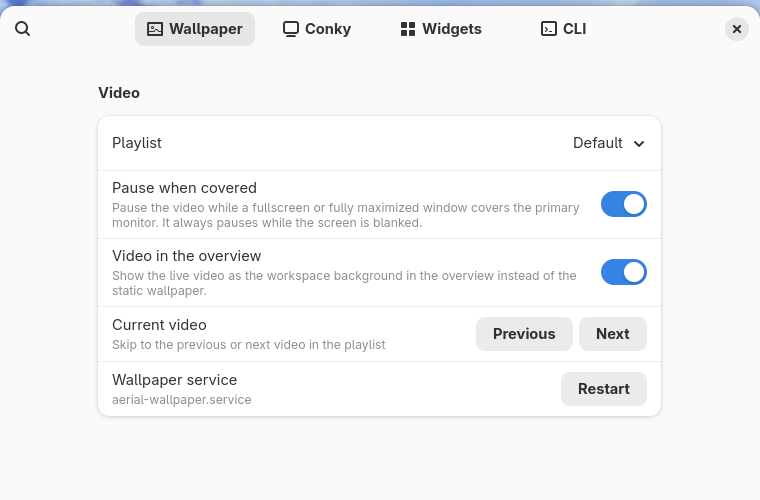 Wallpaper
Conky
Widgets
CLI
Video
Playlist
Default
Pause when covered
Pause the video while a fullscreen or fully maximized window covers the primary
monitor. It always pauses while the screen is blanked.
Video in the overview
Show the live video as the workspace background in the overview instead of the
static wallpaper.
Current video
Skip to the previous or next video in the playlist
Previous
Next
Wallpaper service
aerial-wallpaper.service
Restart